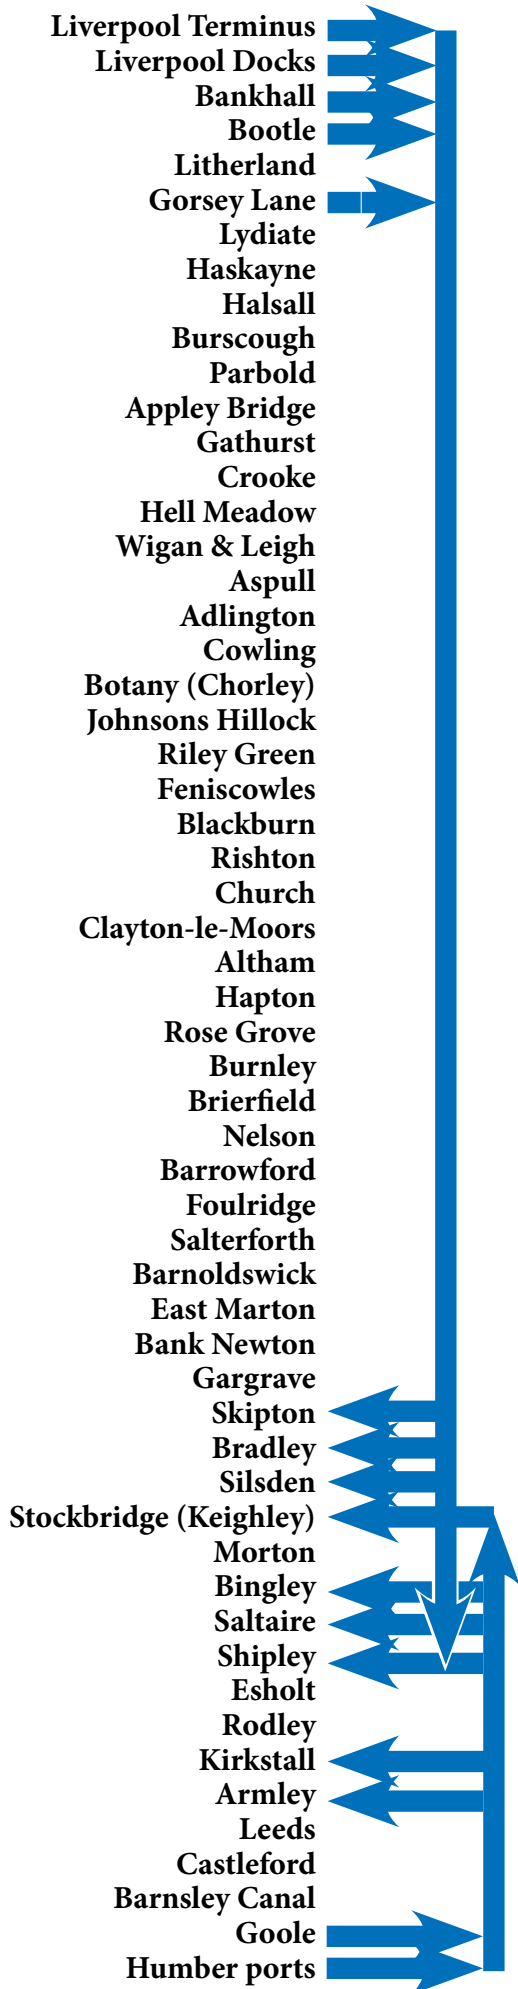 Liverpool Terminus
Liverpool Docks
Bankhall
Bootle
Litherland
Gorsey Lane
Lydiate
Haskayne
Halsall
Burscough
Parbold
Appley Bridge
Gathurst
Crooke
Hell Meadow
Wigan & Leigh
Aspull
Adlington
Cowling
Botany (Chorley)
Johnsons Hillock
Riley Green
Feniscowles
Blackburn
Rishton
Church
Clayton-le-Moors
Altham
Hapton
Rose Grove
Burnley
Brierfield
Nelson
Barrowford
Foulridge
Salterforth
Barnoldswick
East Marton
Bank Newton
Gargrave
Skipton
Bradley
Silsden
Stockbridge (Keighley)
Morton
Bingley
Saltaire
Shipley
Esholt
Rodley
Kirkstall
Armley
Leeds
Castleford
Barnsley Canal
Goole
Humber ports